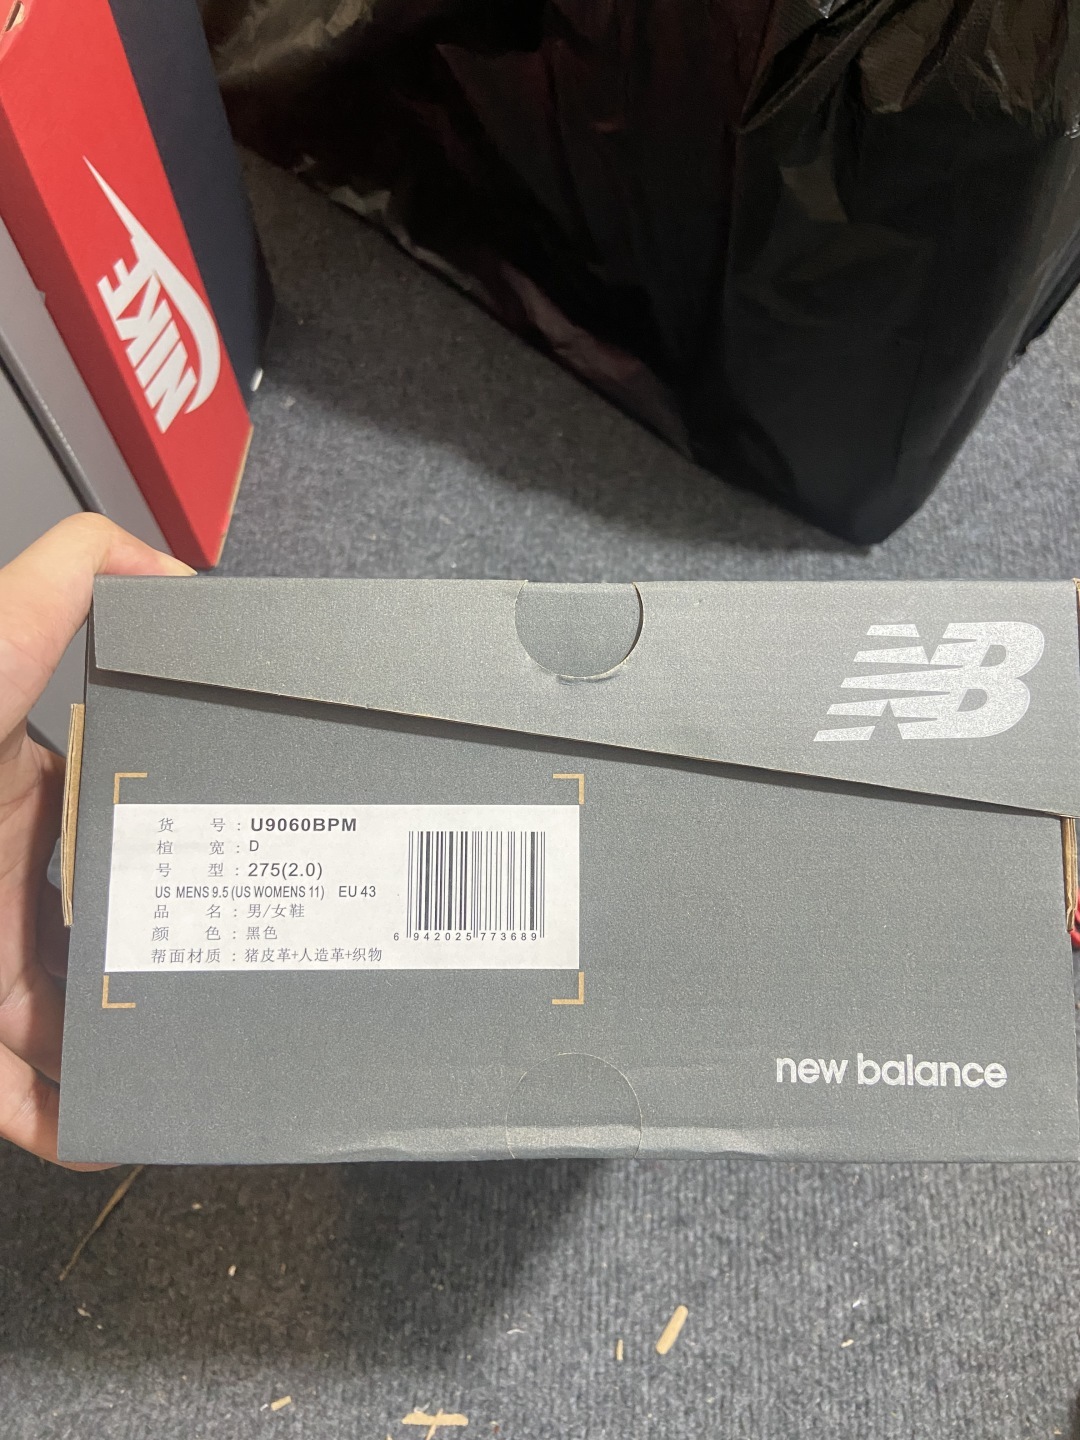 NIKE
NB
货 号：U9060BPM
楦 宽：D
号 型：275(2.0)
US MENS 9.5 (US WOMENS 11) EU 43
品 名：男/女鞋
颜 色：黑色
帮面材质：猪皮革+人造革+织物
6 942025 773689
new balance